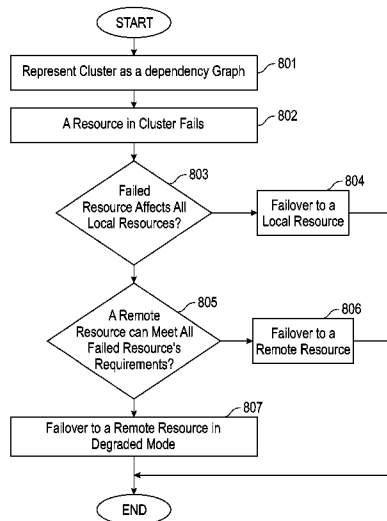 START
Represent Cluster as a dependency Graph
801
A Resource in Cluster Fails
802
803
Failed
Resource Affects All
Local Resources?
804
Failover to a
Local Resource
805
A Remote
Resource can Meet All
Failed Resource's
Requirements?
806
Failover to a
Remote Resource
807
Failover to a Remote Resource in
Degraded Mode
END